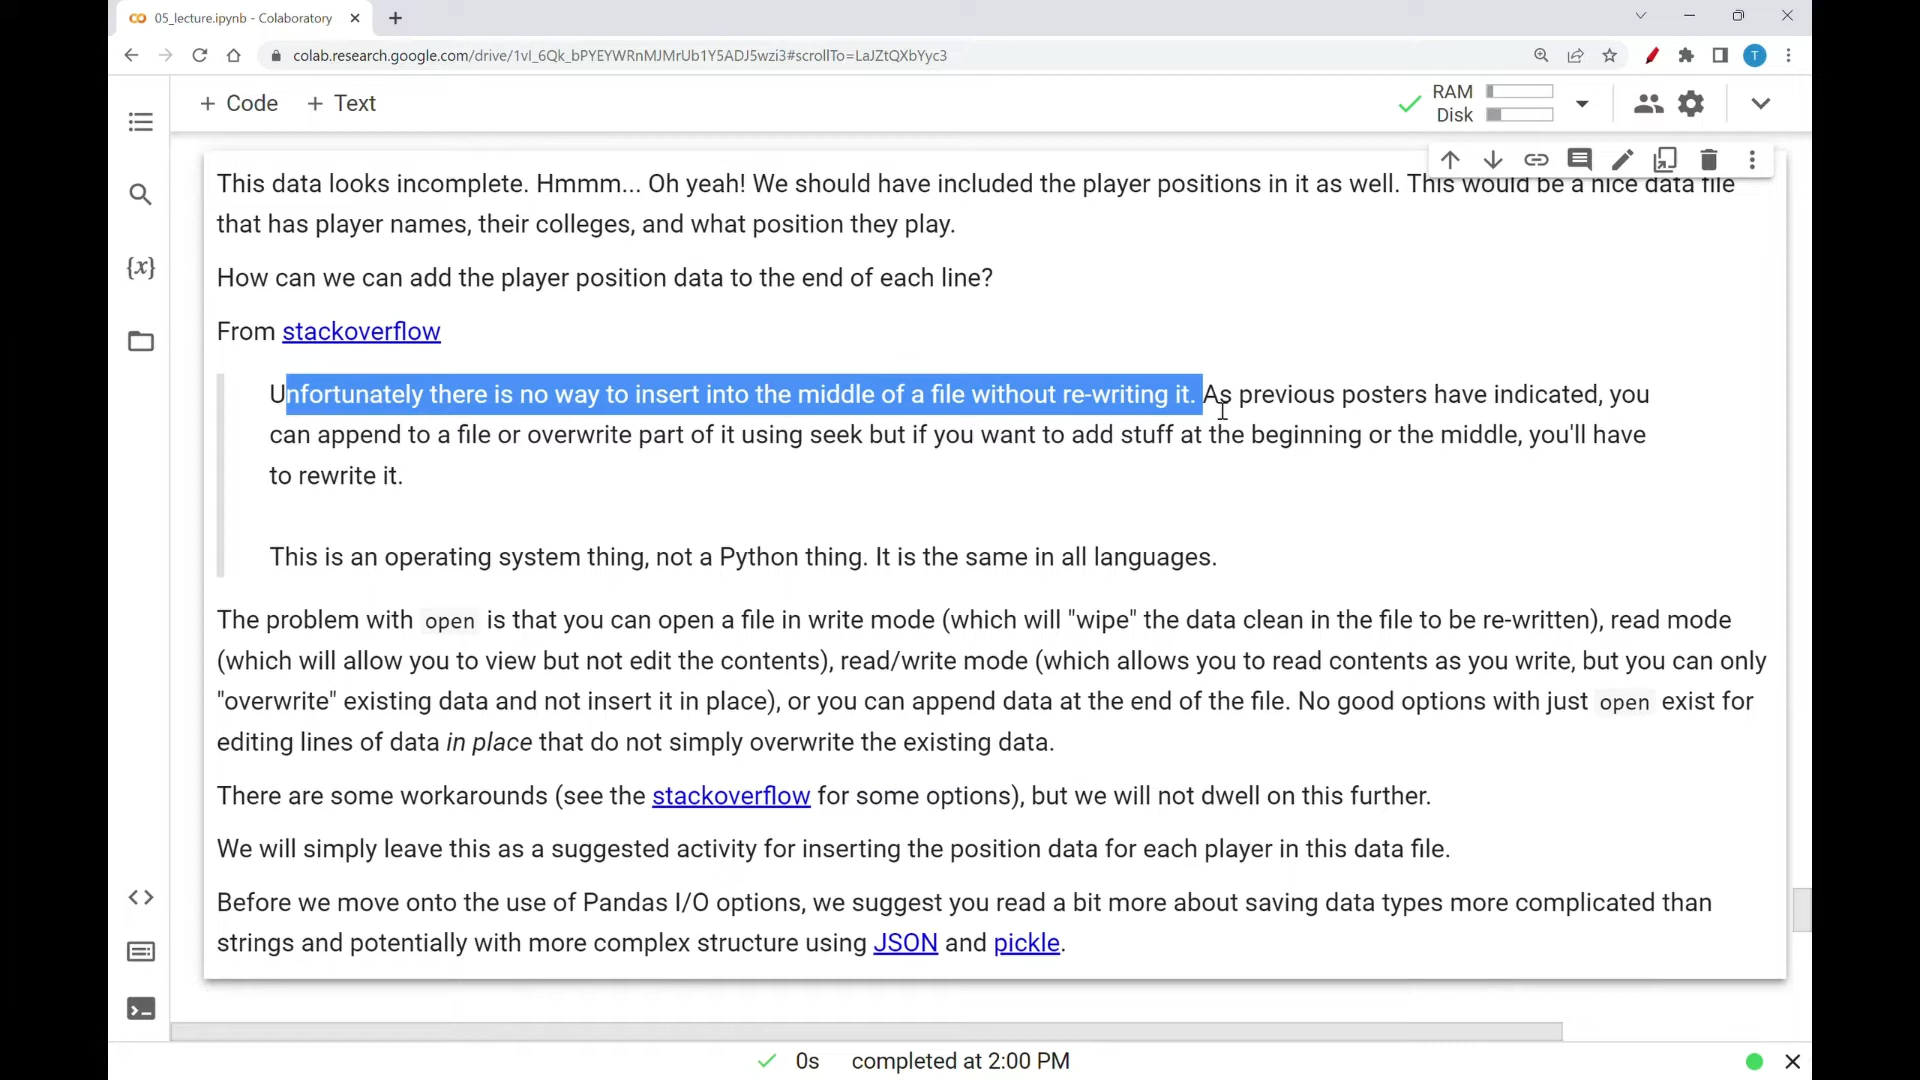 05_lecture.ipynb - Colaboratory
colab.research.google.com/drive/1vI_6Qk_bPYEYWRnMJMrUb1Y5ADJ5wzi3#scrollTo=LaJZtQXbYyc3
T
+ Code + Text
RAM
Disk
This data looks incomplete. Hmmm... Oh yeah! We should have included the player positions in it as well. This would be a nice data file
that has player names, their colleges, and what position they play.
How can we can add the player position data to the end of each line?
From stackoverflow
Unfortunately there is no way to insert into the middle of a file without re-writing it. As previous posters have indicated, you
can append to a file or overwrite part of it using seek but if you want to add stuff at the beginning or the middle, you'll have
to rewrite it.
This is an operating system thing, not a Python thing. It is the same in all languages.
The problem with open is that you can open a file in write mode (which will "wipe" the data clean in the file to be re-written), read mode
(which will allow you to view but not edit the contents), read/write mode (which allows you to read contents as you write, but you can only
"overwrite" existing data and not insert it in place), or you can append data at the end of the file. No good options with just open exist for
editing lines of data in place that do not simply overwrite the existing data.
There are some workarounds (see the stackoverflow for some options), but we will not dwell on this further.
We will simply leave this as a suggested activity for inserting the position data for each player in this data file.
Before we move onto the use of Pandas I/O options, we suggest you read a bit more about saving data types more complicated than
strings and potentially with more complex structure using JSON and pickle.
{x}
0s completed at 2:00 PM